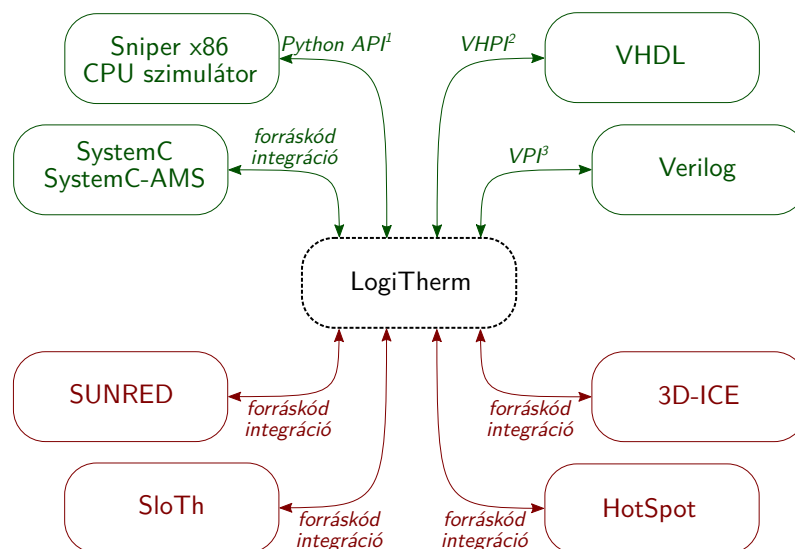 Sniper x86
CPU szimulátor
Python API¹
VHPI²
VHDL
SystemC
SystemC-AMS
forráskód
integráció
VPI³
Verilog
LogiTherm
SUNRED
forráskód
integráció
forráskód
integráció
3D-ICE
SloTh
forráskód
integráció
forráskód
integráció
HotSpot